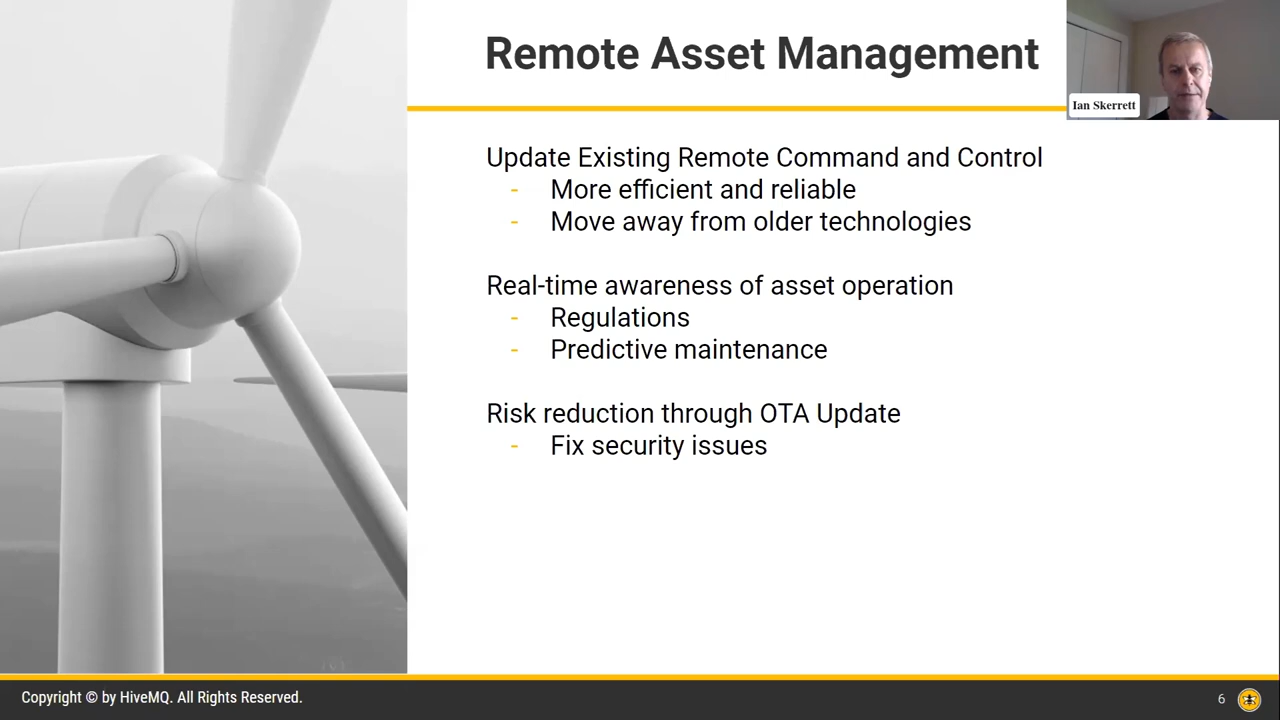 Remote Asset Management
Ian Skerrett
Update Existing Remote Command and Control
- More efficient and reliable
- Move away from older technologies
Real-time awareness of asset operation
- Regulations
- Predictive maintenance
Risk reduction through OTA Update
- Fix security issues
Copyright © by HiveMQ. All Rights Reserved.
6